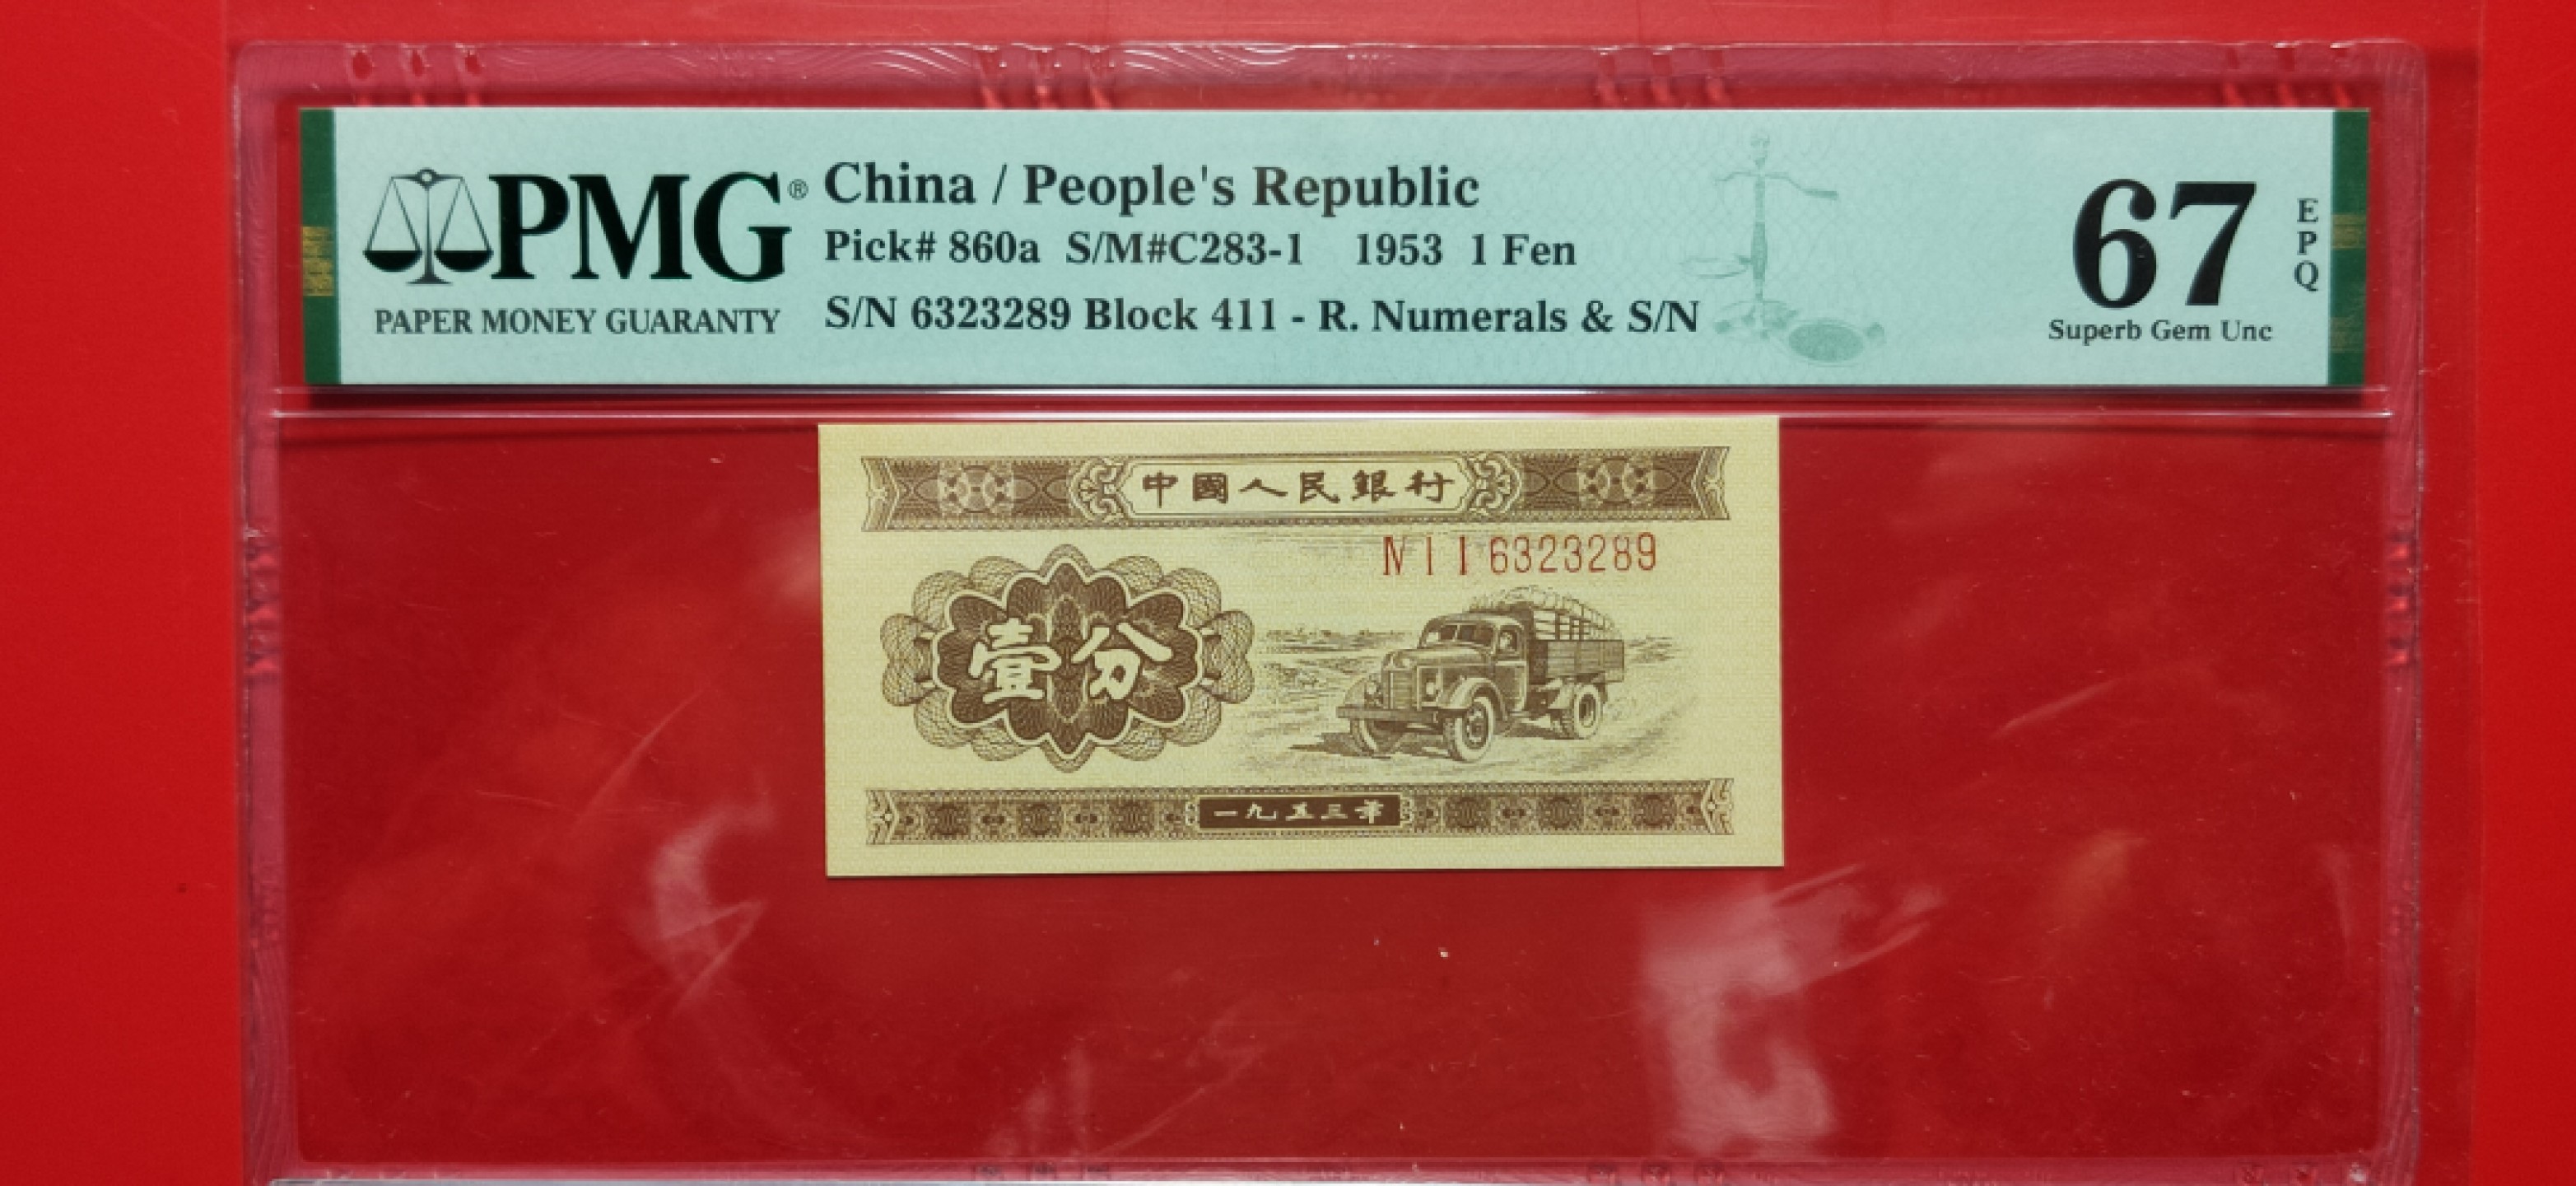 PMG®
PAPER MONEY GUARANTY
China / People's Republic
Pick# 860a S/M#C283-1 1953 1 Fen
S/N 6323289 Block 411 - R. Numerals & S/N
67
EPQ
Superb Gem Unc
中國人民銀行
IV I I 6323289
壹分
一九五三年